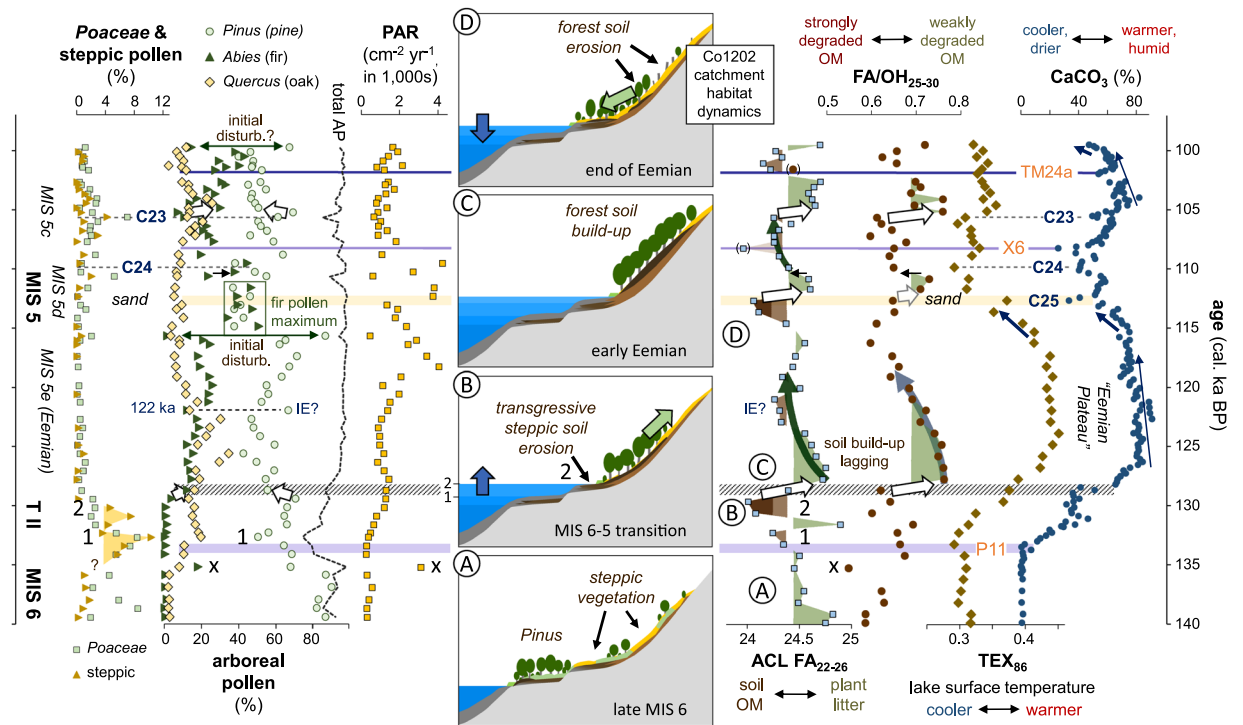 Poaceae &
steppic pollen
(%)
0 4 8 12
Pinus (pine)
Abies (fir)
Quercus (oak)
total AP
PAR
(cm-2 yr-1,
in 1,000s)
0 2 4
initial
disturb.?
MIS 5c
C23
C24
MIS 5
MIS 5d
sand
fir pollen
maximum
initial
disturb.
MIS 5e (Eemian)
122 ka
IE?
T II
2
1
?
1
x
x
MIS 6
Poaceae
steppic
0 20 40 60 80
arboreal
pollen
(%)
D
forest soil
erosion
Co1202
catchment
habitat
dynamics
end of Eemian
C
forest soil
build-up
early Eemian
B
transgressive
steppic soil
erosion
2
2
1
MIS 6-5 transition
A
steppic
vegetation
Pinus
late MIS 6
strongly
degraded
OM
weakly
degraded
OM
FA/OH25-30
0.5 0.6 0.7 0.8
cooler,
drier
warmer,
humid
CaCO3 (%)
0 40 80
100
TM24a
C23
105
X6
C24
110
sand
C25
D
115
120
IE?
"Eemian
Plateau"
soil build-up
lagging
C
125
130
B
2
1
P11
x
135
A
140
age (cal. ka BP)
24 24.5 25
ACL FA22-26
soil
OM
plant
litter
0.3 0.4
TEX86
lake surface temperature
cooler
warmer